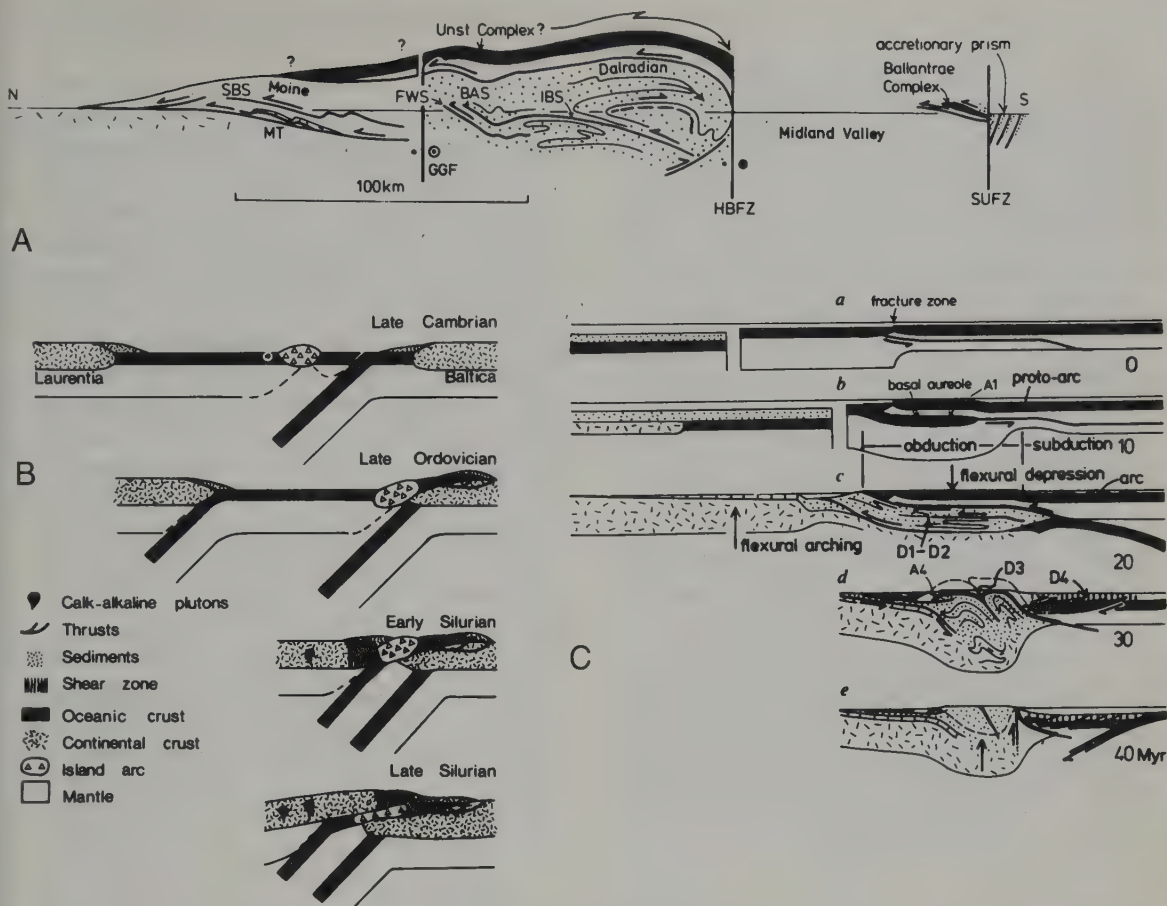 Unst Complex ?
?
?
accretionary prism
Ballantrae
Complex
Dalradian
N
SBS
Moine
FWS
BAS
IBS
S
MT
GGF
Midland Valley
100km
HBFZ
SUFZ
A
Late Cambrian
Laurentia
Baltica
B
Late Ordovician
Calk-alkaline plutons
Thrusts
Sediments
Shear zone
Oceanic crust
Continental crust
Island arc
Mantle
Early Silurian
Late Silurian
a
fracture zone
0
b
basal aureole
A1
proto-arc
obduction
subduction
10
flexural depression
c
arc
flexural arching
D1-D2
20
d
A4
D3
D4
30
C
e
40 Myr